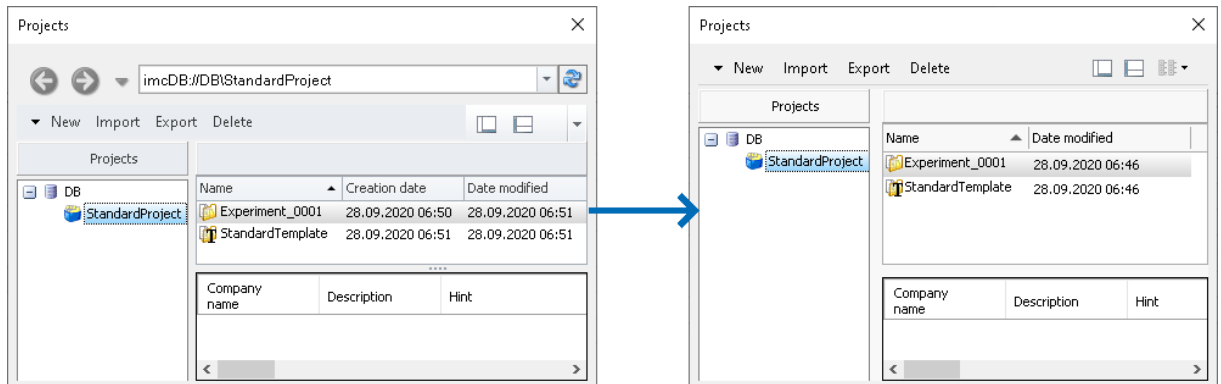 Projects
imcDB://DB\StandardProject
New Import Export Delete
Projects
DB
StandardProject
Name Creation date Date modified
Experiment_0001 28.09.2020 06:50 28.09.2020 06:51
StandardTemplate 28.09.2020 06:51 28.09.2020 06:51
Company
name Description Hint
Projects
New Import Export Delete
Projects
DB
StandardProject
Name Date modified
Experiment_0001 28.09.2020 06:46
StandardTemplate 28.09.2020 06:46
Company
name Description Hint